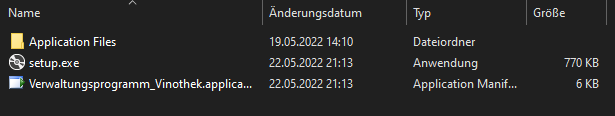 Name Änderungsdatum Typ Größe
Application Files 19.05.2022 14:10 Dateiordner
setup.exe 22.05.2022 21:13 Anwendung 770 KB
Verwaltungsprogramm_Vinothek.applica... 22.05.2022 21:13 Application Manif... 6 KB